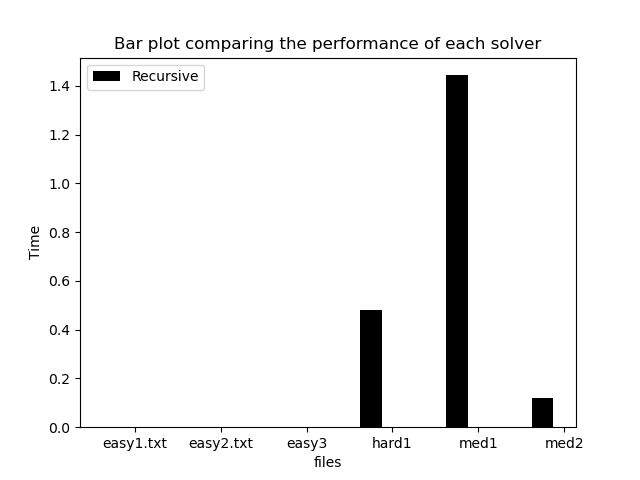 Bar plot comparing the performance of each solver
Recursive
1.4
1.2
1.0
0.8
0.6
0.4
0.2
0.0
Time
easy1.txt easy2.txt easy3 hard1 med1 med2
files